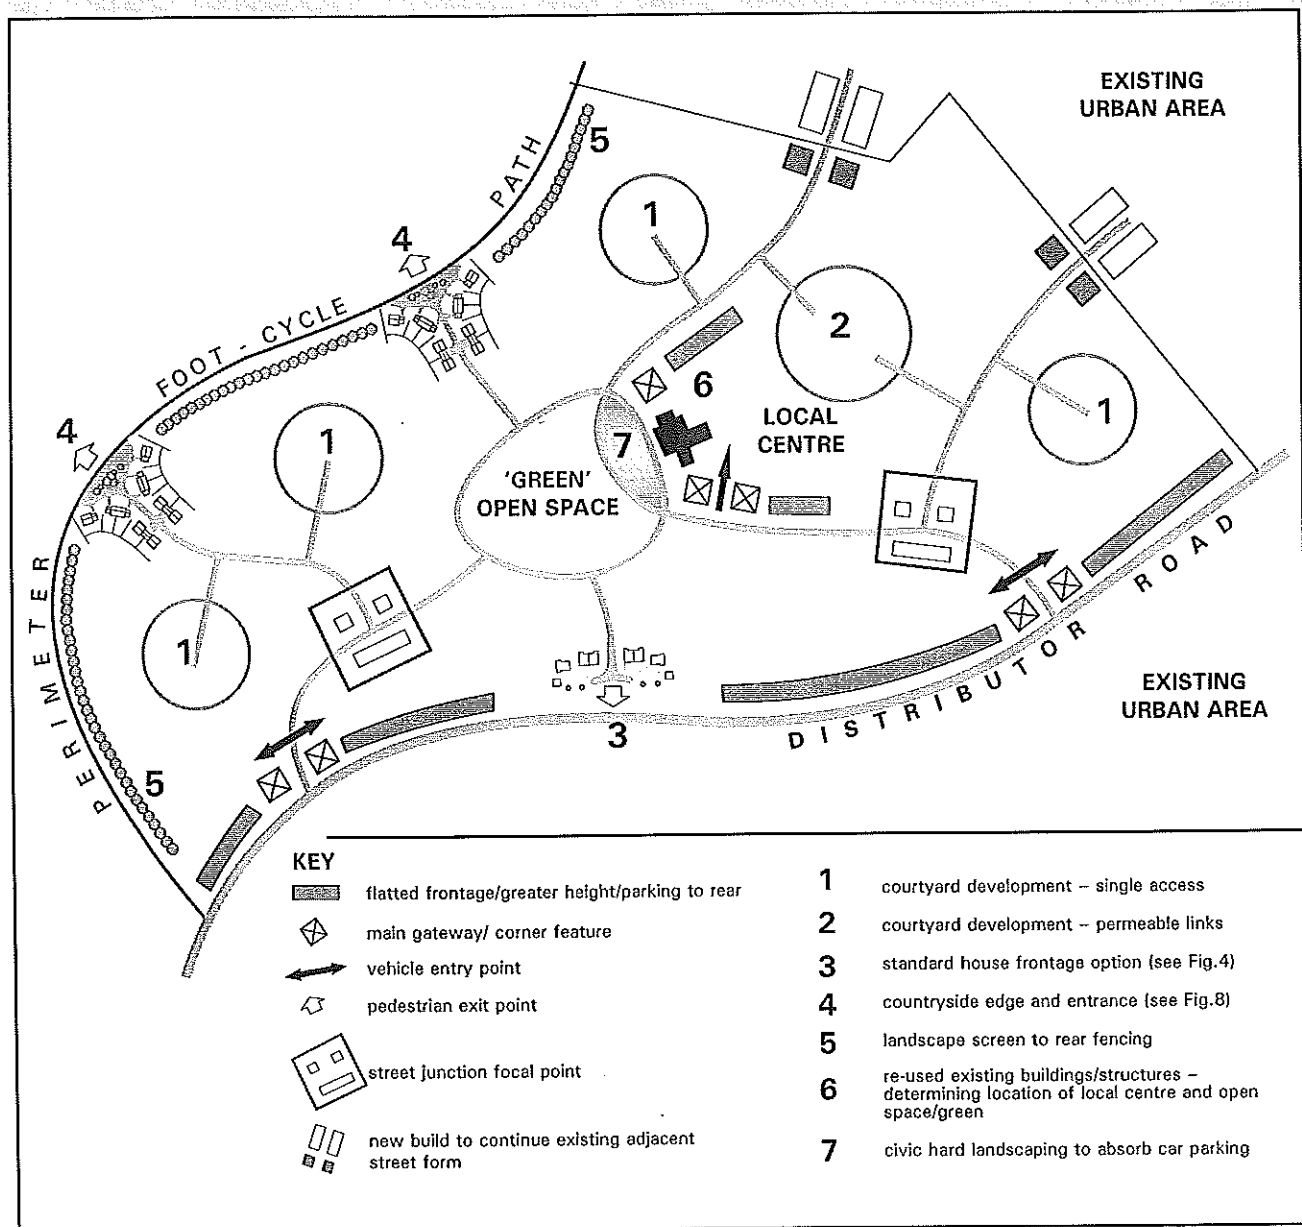 EXISTING
URBAN AREA
5
PATH
1
4
2
FOOT - CYCLE
6
1
LOCAL
CENTRE
1
4
7
'GREEN'
OPEN SPACE
PERIMETER
1
DISTRIBUTOR ROAD
EXISTING
URBAN AREA
3
5
KEY
flatted frontage/greater height/parking to rear
main gateway/ corner feature
vehicle entry point
pedestrian exit point
street junction focal point
new build to continue existing adjacent
street form
1 courtyard development – single access
2 courtyard development – permeable links
3 standard house frontage option (see Fig.4)
4 countryside edge and entrance (see Fig.8)
5 landscape screen to rear fencing
6 re-used existing buildings/structures –
determining location of local centre and open
space/green
7 civic hard landscaping to absorb car parking